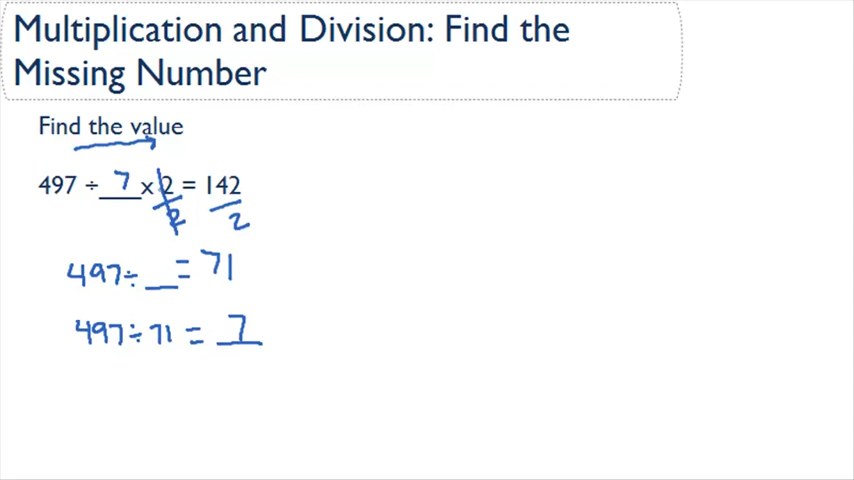 Multiplication and Division: Find the
Missing Number
Find the value
497 ÷ 7 x 2 = 142
2 2
497 ÷ __ = 71
497 ÷ 71 = 7